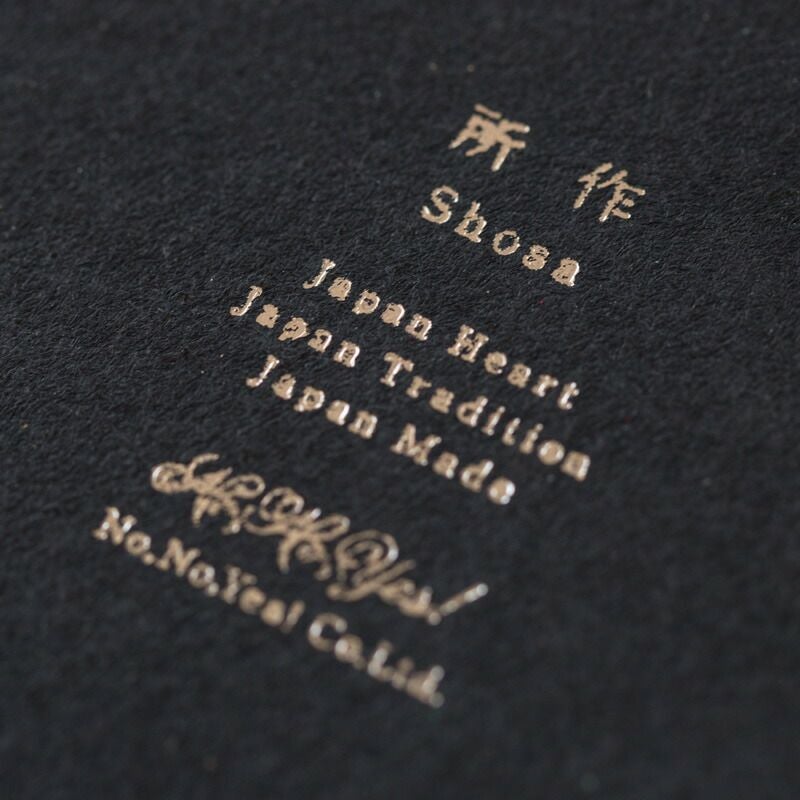 所作
Shosa
Japan Heart
Japan Tradition
Japan Made
No, No, Yes!
No,No,Yes! Co,Ltd.